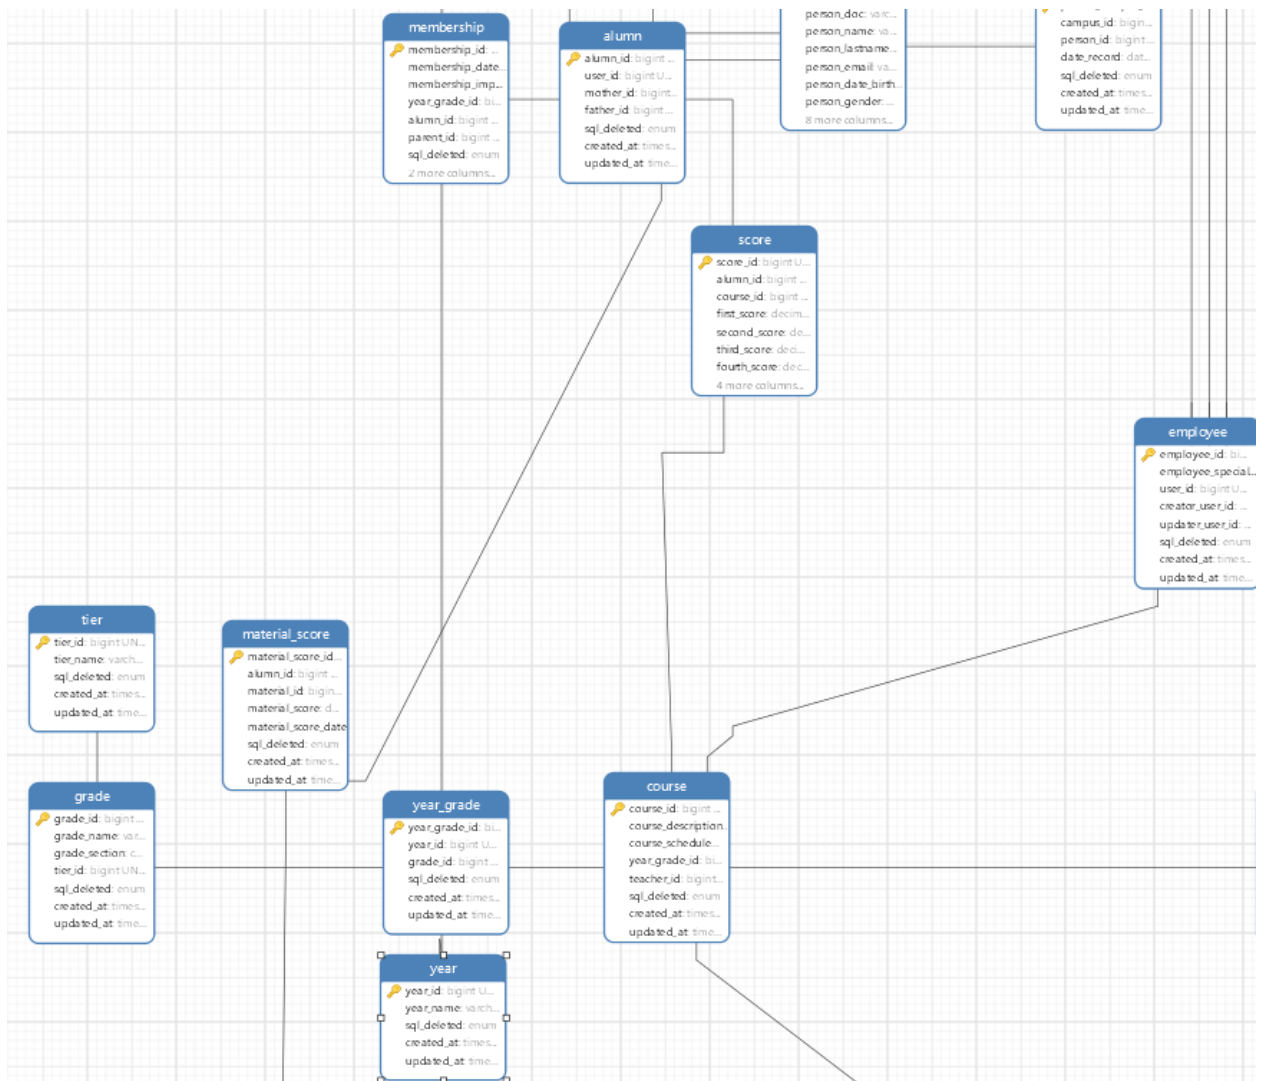 membership
membership_id: ...
membership_date...
membership_imp...
year_grade_id: bi...
alumn_id: bigint ...
parent_id: bigint ...
sql_deleted: enum
2 more columns...
alumn
alumn_id: bigint ...
user_id: bigint U...
mother_id: bigint...
father_id: bigint ...
sql_deleted: enum
created_at: times...
updated_at: time...
person_doc: varc...
person_name: va...
person_lastname...
person_email: va...
person_date_birth...
person_gender: ...
8 more columns...
campus_id: bigin...
person_id: bigint...
date_record: dat...
sql_deleted: enum
created_at: times...
updated_at: time...
score
score_id: bigint U...
alumn_id: bigint ...
course_id: bigint ...
first_score: decim...
second_score: de...
third_score: deci...
fourth_score: dec...
4 more columns...
employee
employee_id: bi...
employee_special...
user_id: bigint U...
creator_user_id: ...
updater_user_id: ...
sql_deleted: enum
created_at: times...
updated_at: time...
tier
tier_id: bigint UN...
tier_name: varch...
sql_deleted: enum
created_at: times...
updated_at: time...
material_score
material_score_id...
alumn_id: bigint ...
material_id: bigin...
material_score: d...
material_score_date
sql_deleted: enum
created_at: times...
updated_at: time...
grade
grade_id: bigint ...
grade_name: var...
grade_section: c...
tier_id: bigint UN...
sql_deleted: enum
created_at: times...
updated_at: time...
year_grade
year_grade_id: bi...
year_id: bigint U...
grade_id: bigint ...
sql_deleted: enum
created_at: times...
updated_at: time...
course
course_id: bigint ...
course_description...
course_schedule...
year_grade_id: bi...
teacher_id: bigint...
sql_deleted: enum
created_at: times...
updated_at: time...
year
year_id: bigint U...
year_name: varch...
sql_deleted: enum
created_at: times...
updated_at: time...